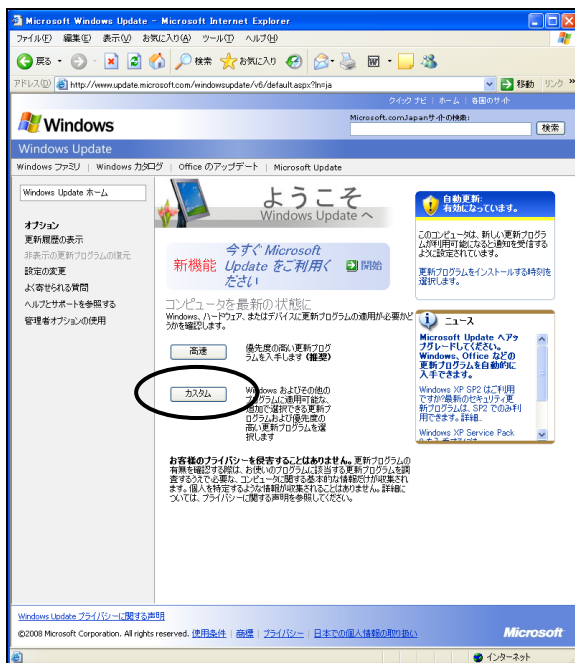 Microsoft Windows Update - Microsoft Internet Explorer
ファイル(F) 編集(E) 表示(V) お気に入り(A) ツール(T) ヘルプ(H)
戻る 検索 お気に入り
アドレス(D) http://www.update.microsoft.com/windowsupdate/v6/default.aspx?ln=ja 移動 リンク »
クイック ナビ | ホーム | 各国のサイト
Windows
Microsoft.comJapanサイトの検索:
検索
Windows Update
Windows ファミリ | Windows カタログ | Office のアップデート | Microsoft Update
Windows Update ホーム
オプション
更新履歴の表示
非表示の更新プログラムの復元
設定の変更
よく寄せられる質問
ヘルプとサポートを参照する
管理者オプションの使用
ようこそ
Windows Update へ
新機能
今すぐ Microsoft
Update をご利用く
ださい
開始
コンピュータを最新の状態に
Windows、ハードウェア、またはデバイスに更新プログラムの適用が必要かど
うかを確認します。
高速
優先度の高い更新プログ
ラムを入手します (推奨)
カスタム
Windows およびその他の
プログラムに適用可能な、
追加で選択できる更新プ
ログラムおよび優先度の
高い更新プログラムを選
択します
お客様のプライバシーを侵害することはありません。更新プログラムの
有無を確認する際は、お使いのプログラムに該当する更新プログラムを調
査するうえで必要な、コンピュータに関する基本的な情報だけが収集され
ます。個人を特定するような情報が収集されることはありません。詳細に
ついては、プライバシーに関する声明を参照してください。
自動更新:
有効になっています。
このコンピュータは、新しい更新プログ
ラムが利用可能になると通知を受信する
ように設定されています。
更新プログラムをインストールする時刻を
選択します。
ニュース
Microsoft Update へアッ
プグレードしてください。
Windows、Office などの
更新プログラムを自動的に
入手できます。
Windows XP SP2 はご利用
ですか?最新のセキュリティ更
新プログラムは、SP2 でのみ利
用できます。詳細...
Windows XP Service Pack
Windows Update プライバシーに関する声明
©2008 Microsoft Corporation. All rights reserved. 使用条件 | 商標 | プライバシー | 日本での個人情報の取り扱い
Microsoft
インターネット